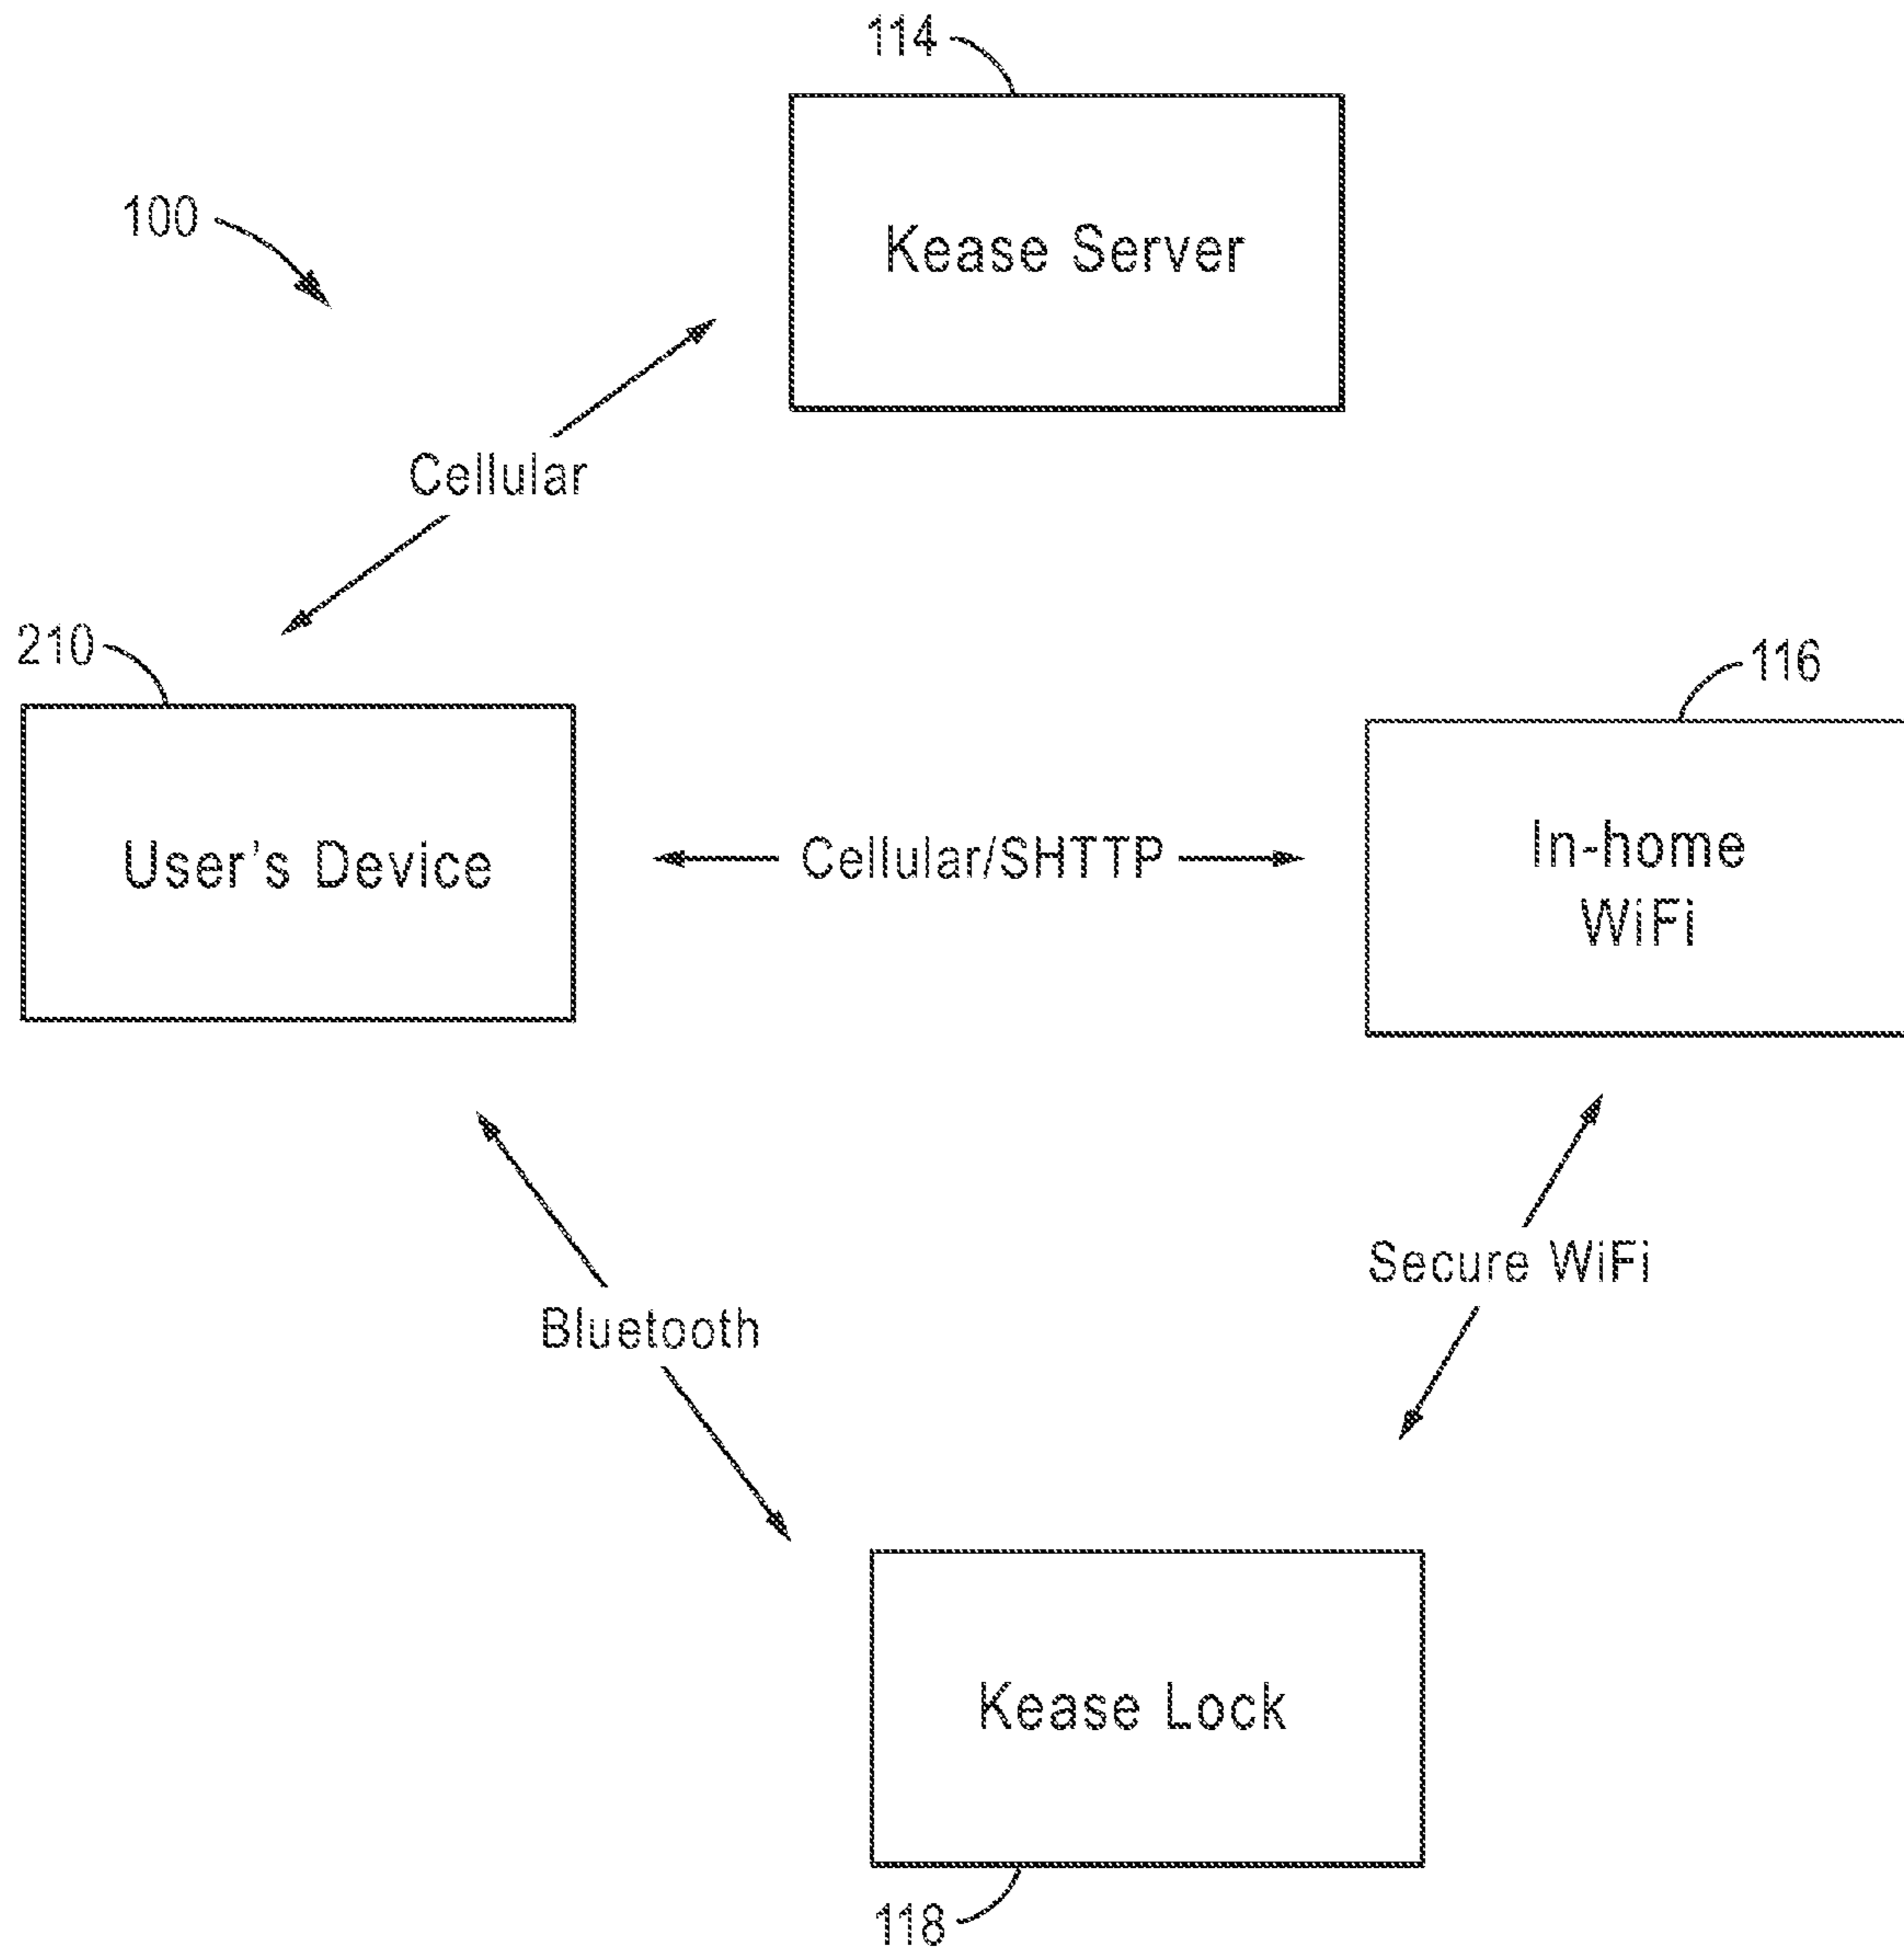 114
100
Kease Server
Cellular
210
116
User's Device
Cellular/SHTTP
In-home
WiFi
Secure WiFi
Bluetooth
Kease Lock
118